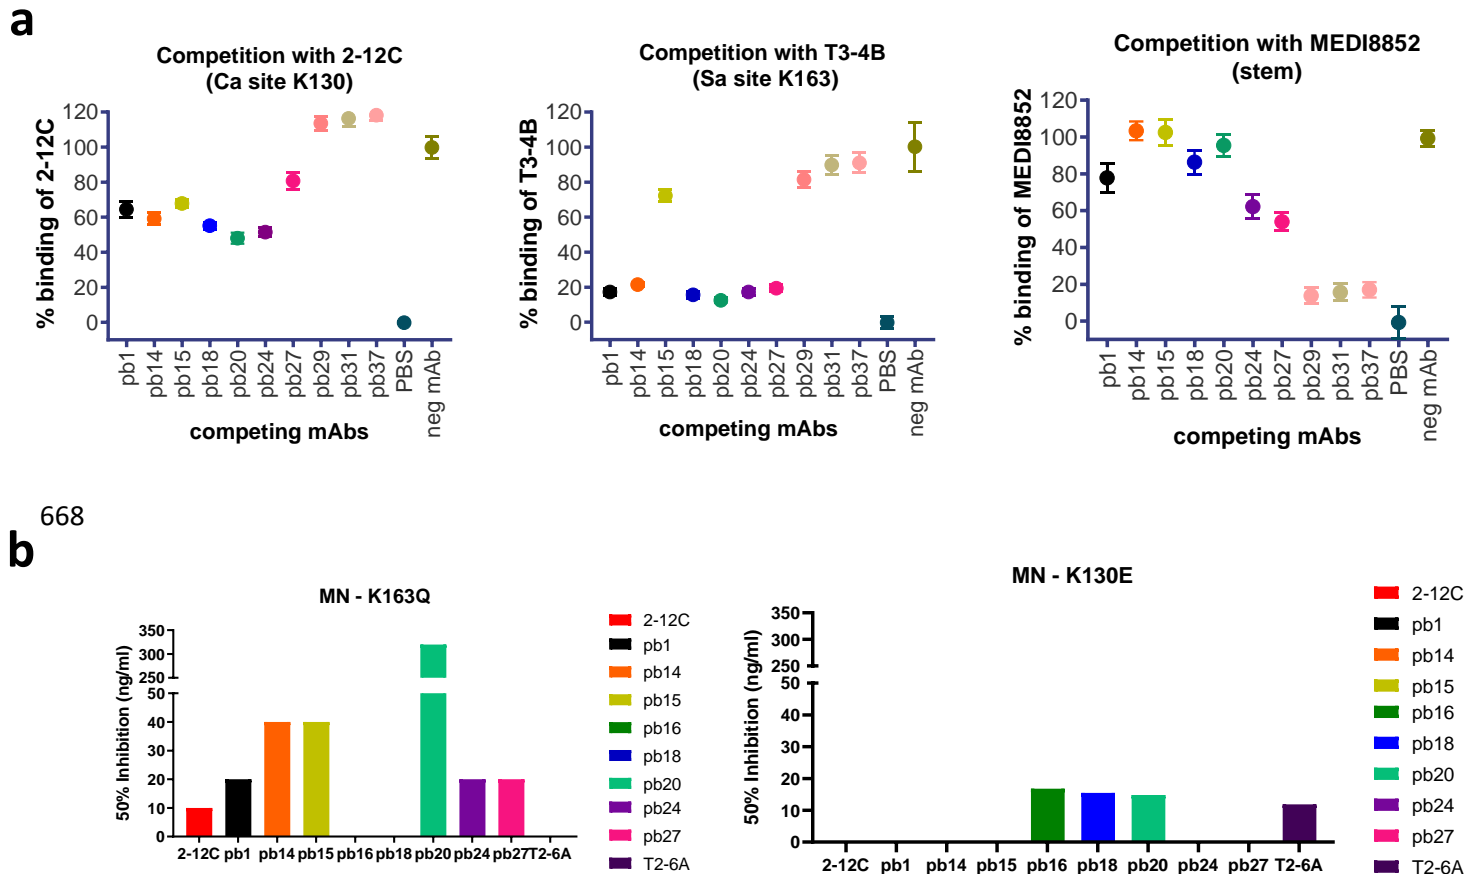 a
Competition with 2-12C
(Ca site K130)
% binding of 2-12C
120
100
80
60
40
20
0
pb1
pb14
pb15
pb18
pb20
pb24
pb27
pb29
pb31
pb37
PBS
neg mAb
competing mAbs
Competition with T3-4B
(Sa site K163)
% binding of T3-4B
120
100
80
60
40
20
0
pb1
pb14
pb15
pb18
pb20
pb24
pb27
pb29
pb31
pb37
PBS
neg mAb
competing mAbs
Competition with MEDI8852
(stem)
% binding of MEDI8852
120
100
80
60
40
20
0
pb1
pb14
pb15
pb18
pb20
pb24
pb27
pb29
pb31
pb37
PBS
neg mAb
competing mAbs
668
b
MN - K163Q
50% Inhibition (ng/ml)
350
300
250
50
40
30
20
10
0
2-12C pb1 pb14 pb15 pb16 pb18 pb20 pb24 pb27T2-6A
2-12C
pb1
pb14
pb15
pb16
pb18
pb20
pb24
pb27
T2-6A
MN - K130E
50% Inhibition (ng/ml)
350
300
250
50
40
30
20
10
0
2-12C pb1 pb14 pb15 pb16 pb18 pb20 pb24 pb27 T2-6A
2-12C
pb1
pb14
pb15
pb16
pb18
pb20
pb24
pb27
T2-6A